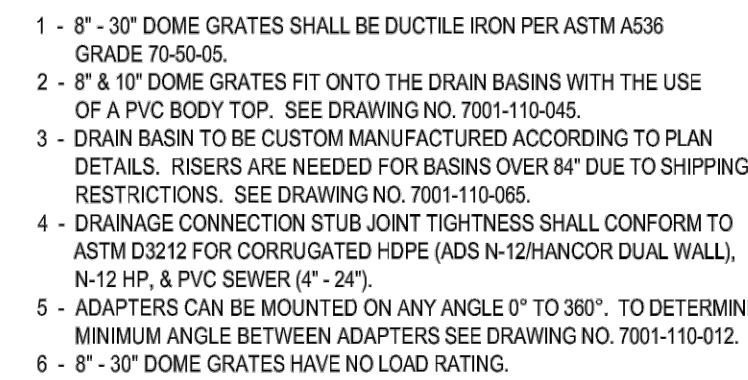 1 - 8" - 30" DOME GRATES SHALL BE DUCTILE IRON PER ASTM A536
GRADE 70-50-05.
2 - 8" & 10" DOME GRATES FIT ONTO THE DRAIN BASINS WITH THE USE
OF A PVC BODY TOP. SEE DRAWING NO. 7001-110-045.
3 - DRAIN BASIN TO BE CUSTOM MANUFACTURED ACCORDING TO PLAN
DETAILS. RISERS ARE NEEDED FOR BASINS OVER 84" DUE TO SHIPPING
RESTRICTIONS. SEE DRAWING NO. 7001-110-065.
4 - DRAINAGE CONNECTION STUB JOINT TIGHTNESS SHALL CONFORM TO
ASTM D3212 FOR CORRUGATED HDPE (ADS N-12/HANCOR DUAL WALL),
N-12 HP, & PVC SEWER (4" - 24").
5 - ADAPTERS CAN BE MOUNTED ON ANY ANGLE 0° TO 360°. TO DETERMIN
MINIMUM ANGLE BETWEEN ADAPTERS SEE DRAWING NO. 7001-110-012.
6 - 8" - 30" DOME GRATES HAVE NO LOAD RATING.